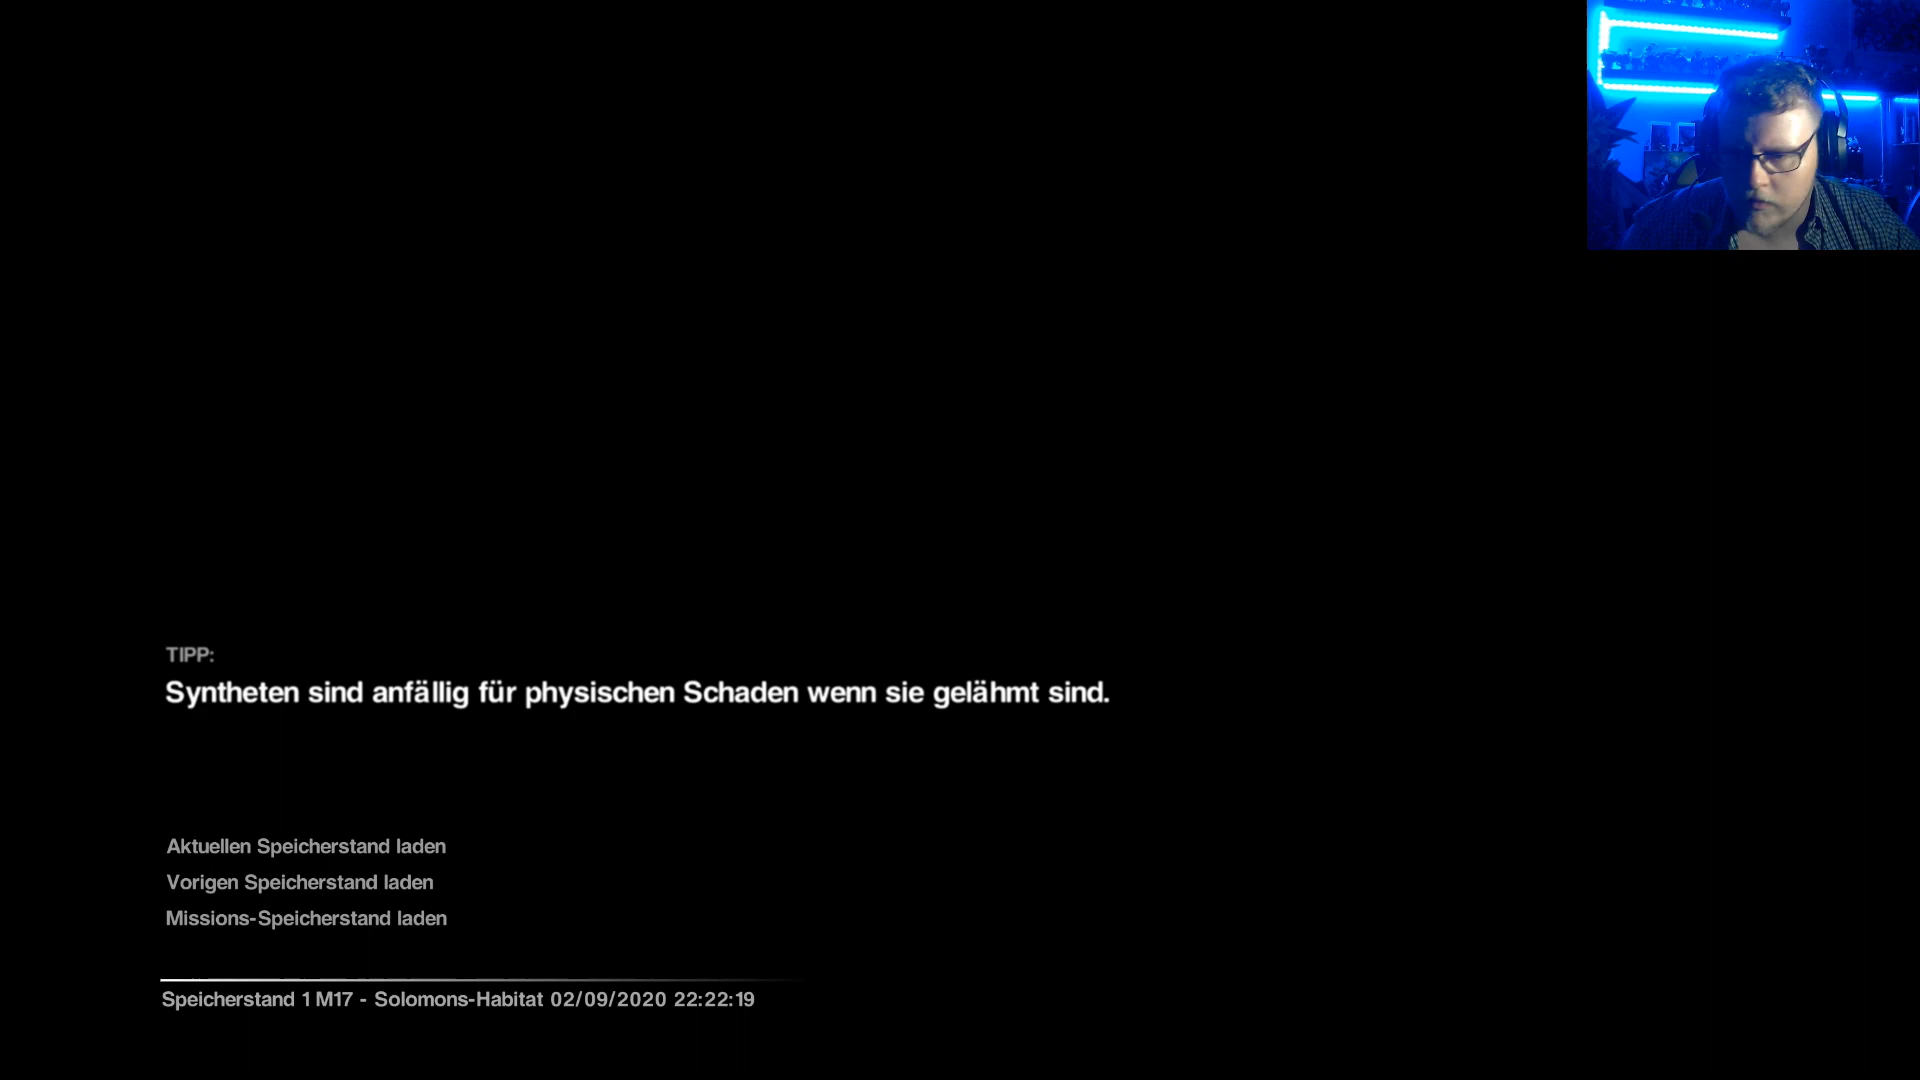 TIPP:
Syntheten sind anfällig für physischen Schaden wenn sie gelähmt sind.
Aktuellen Speicherstand laden
Vorigen Speicherstand laden
Missions-Speicherstand laden
Speicherstand 1 M17 - Solomons-Habitat 02/09/2020 22:22:19